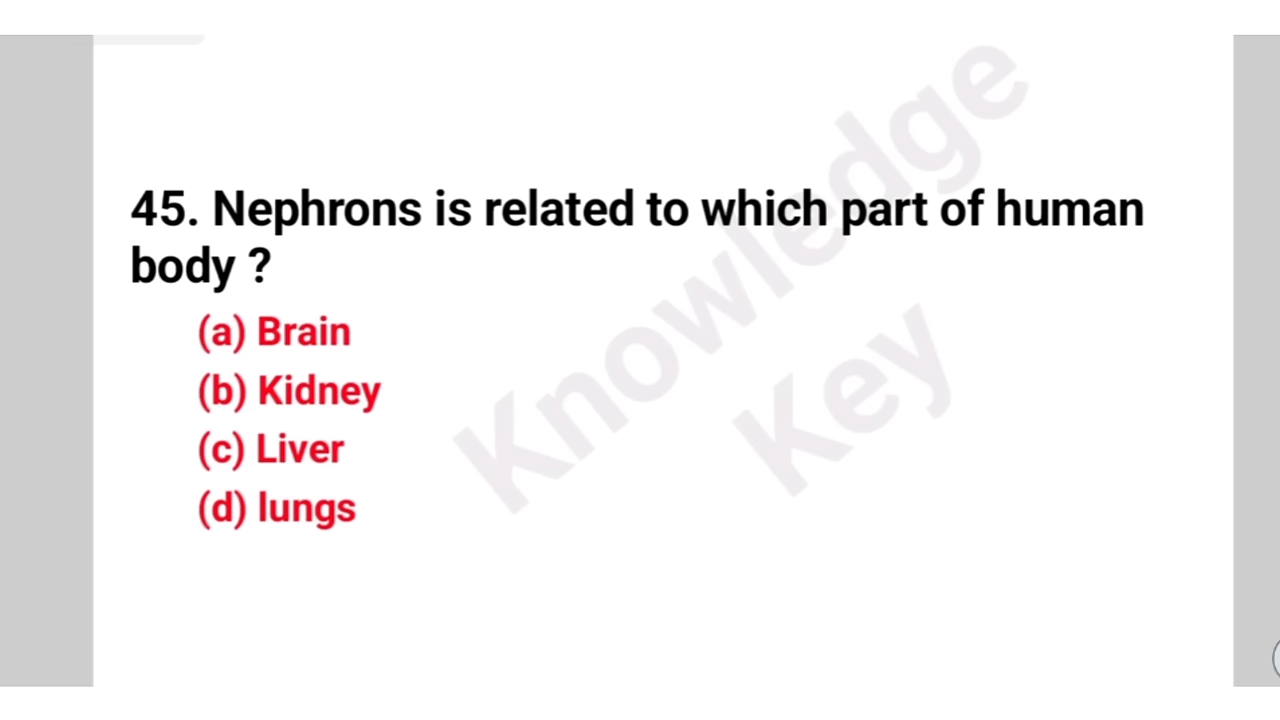 45. Nephrons is related to which part of human
body ?
(a) Brain
(b) Kidney
(c) Liver
(d) lungs
Knowledge
Key